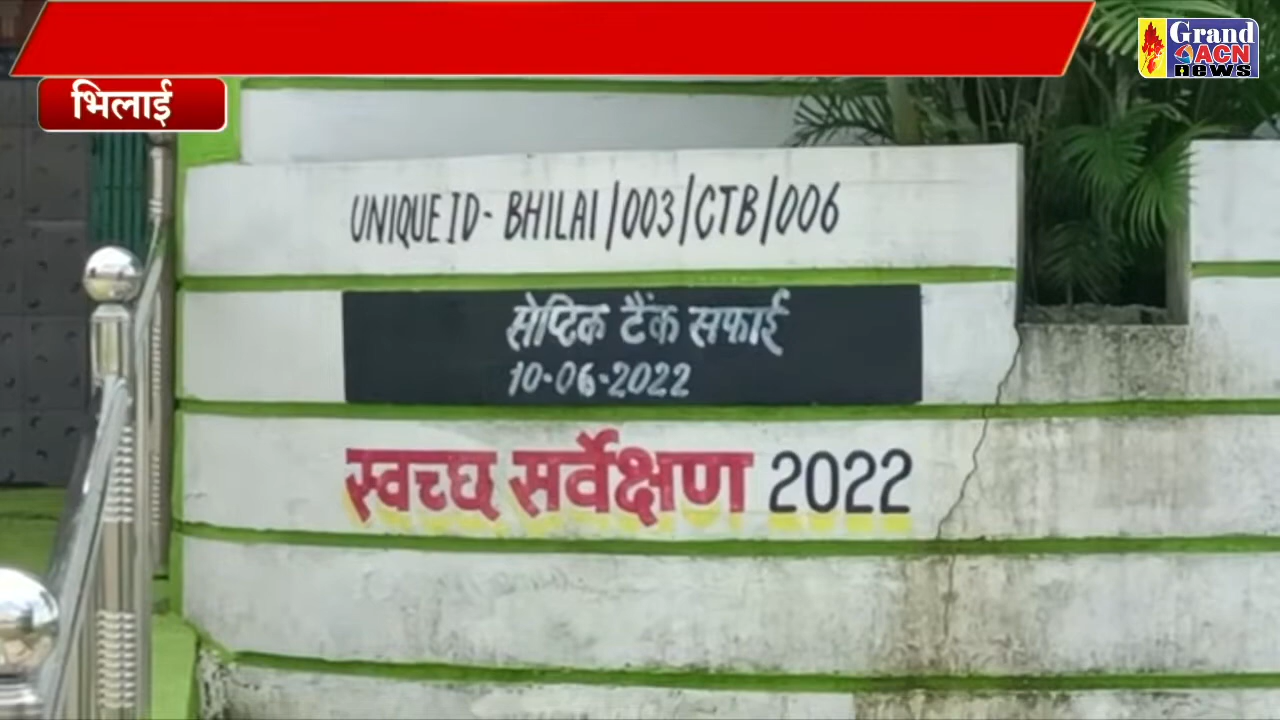 Grand
ACN
news
भिलाई
UNIQUE ID- BHILAI/003/CTB/006
सेप्टिक टैंक सफाई
10-06-2022
स्वच्छ सर्वेक्षण 2022